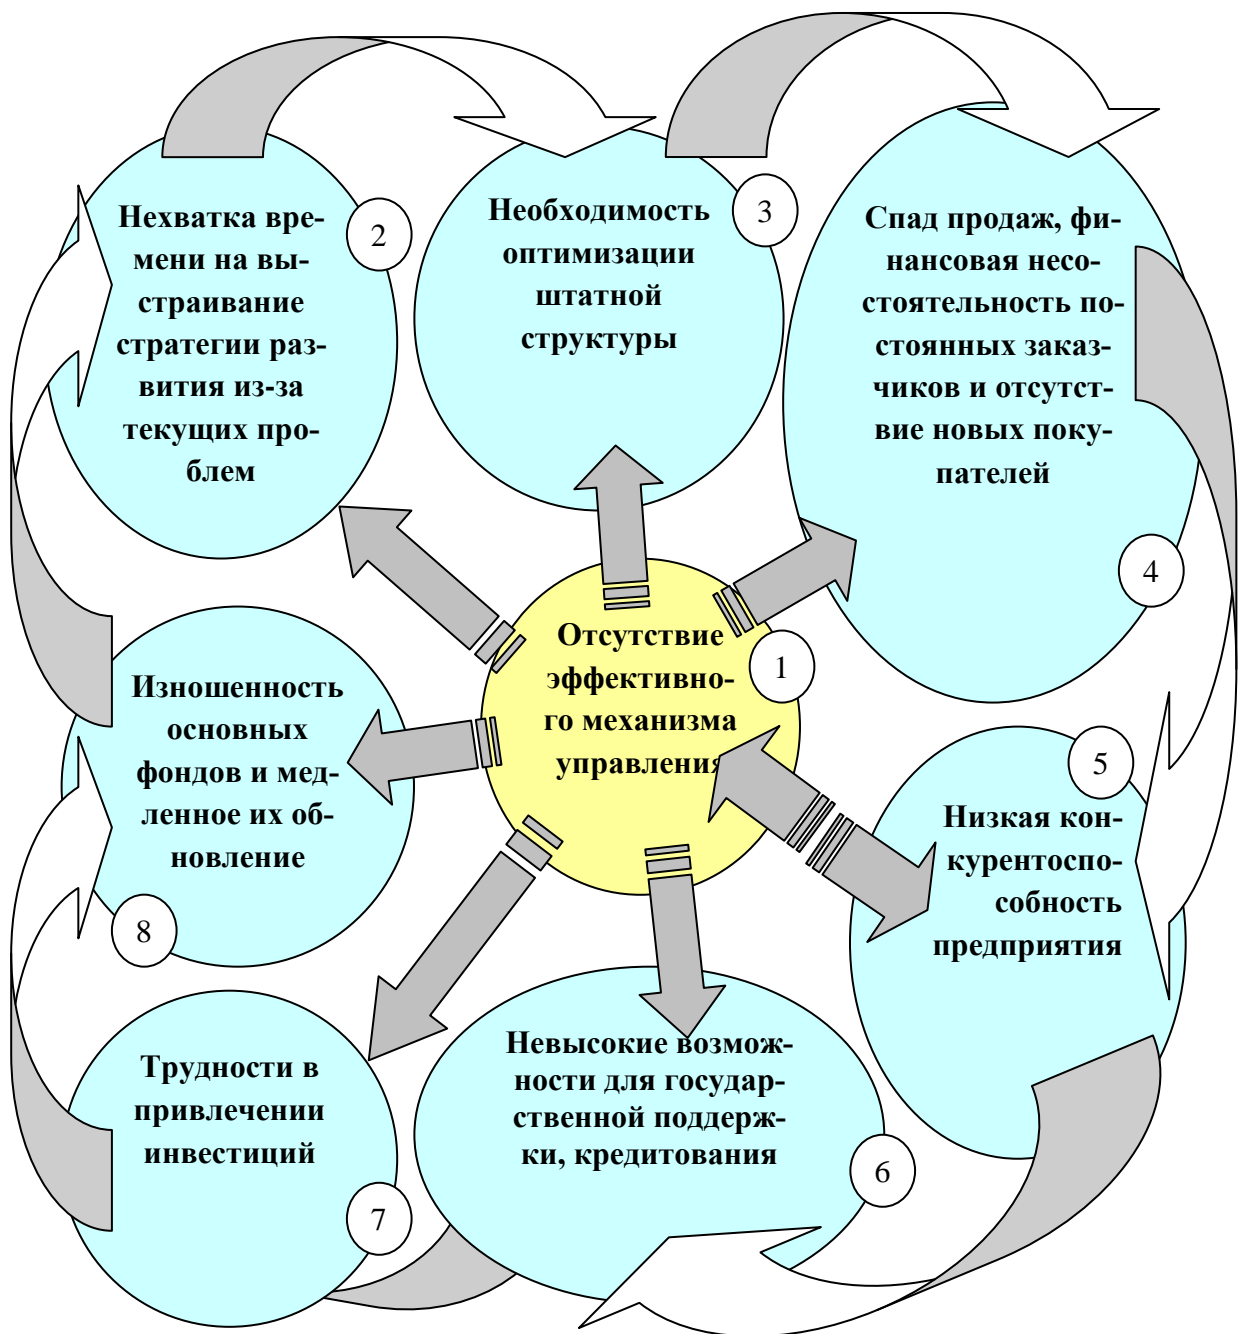 Нехватка вре-
мени на вы-
страивание
стратегии раз-
вития из-за
текущих про-
блем
2
Необходимость
оптимизации
штатной
структуры
3
Спад продаж, фи-
нансовая несо-
стоятельность по-
стоянных заказ-
чиков и отсутст-
вие новых поку-
пателей
4
Отсутствие
эффективно-
го механизма
управления
1
Изношенность
основных
фондов и мед-
ленное их об-
новление
8
5
Низкая кон-
курентоспо-
собность
предприятия
Трудности в
привлечении
инвестиций
7
Невысокие возмож-
ности для государ-
ственной поддерж-
ки, кредитования
6